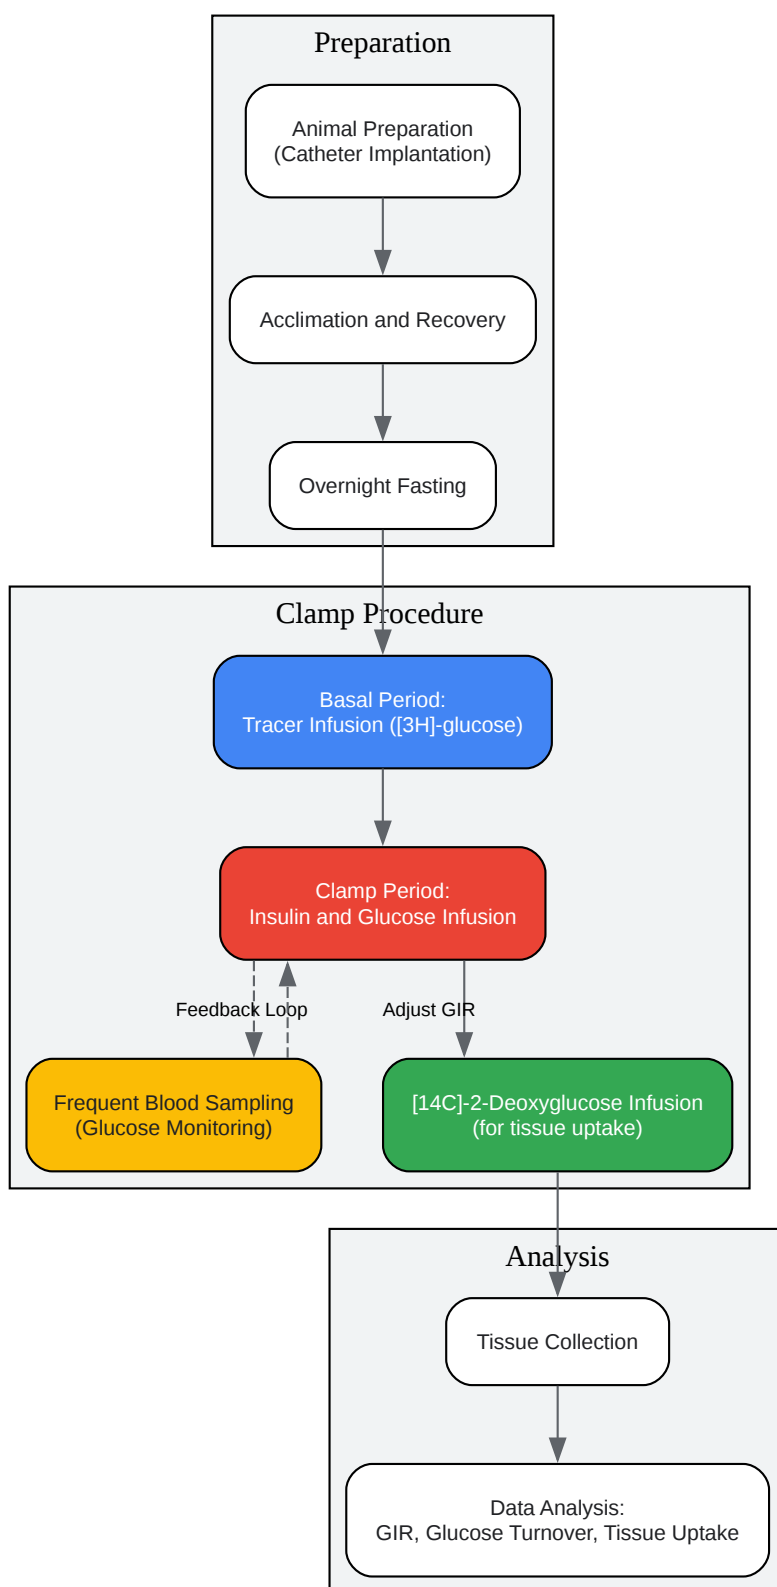 Preparation
Animal Preparation
(Catheter Implantation)
Acclimation and Recovery
Overnight Fasting
Clamp Procedure
Basal Period:
Tracer Infusion ([3H]-glucose)
Clamp Period:
Insulin and Glucose Infusion
Feedback Loop
Adjust GIR
Frequent Blood Sampling
(Glucose Monitoring)
[14C]-2-Deoxyglucose Infusion
(for tissue uptake)
Analysis
Tissue Collection
Data Analysis:
GIR, Glucose Turnover, Tissue Uptake